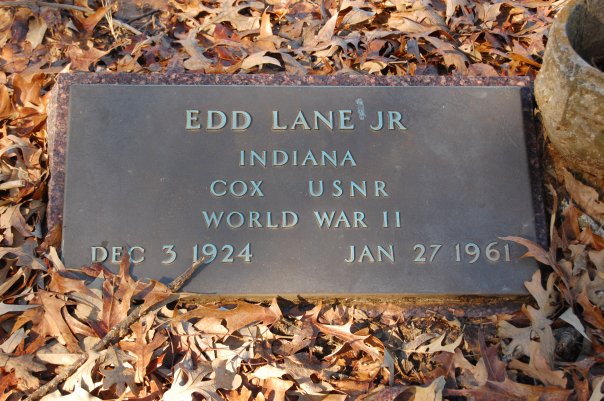 EDD LANE JR
INDIANA
COX USNR
WORLD WAR II
DEC 3 1924 JAN 27 1961